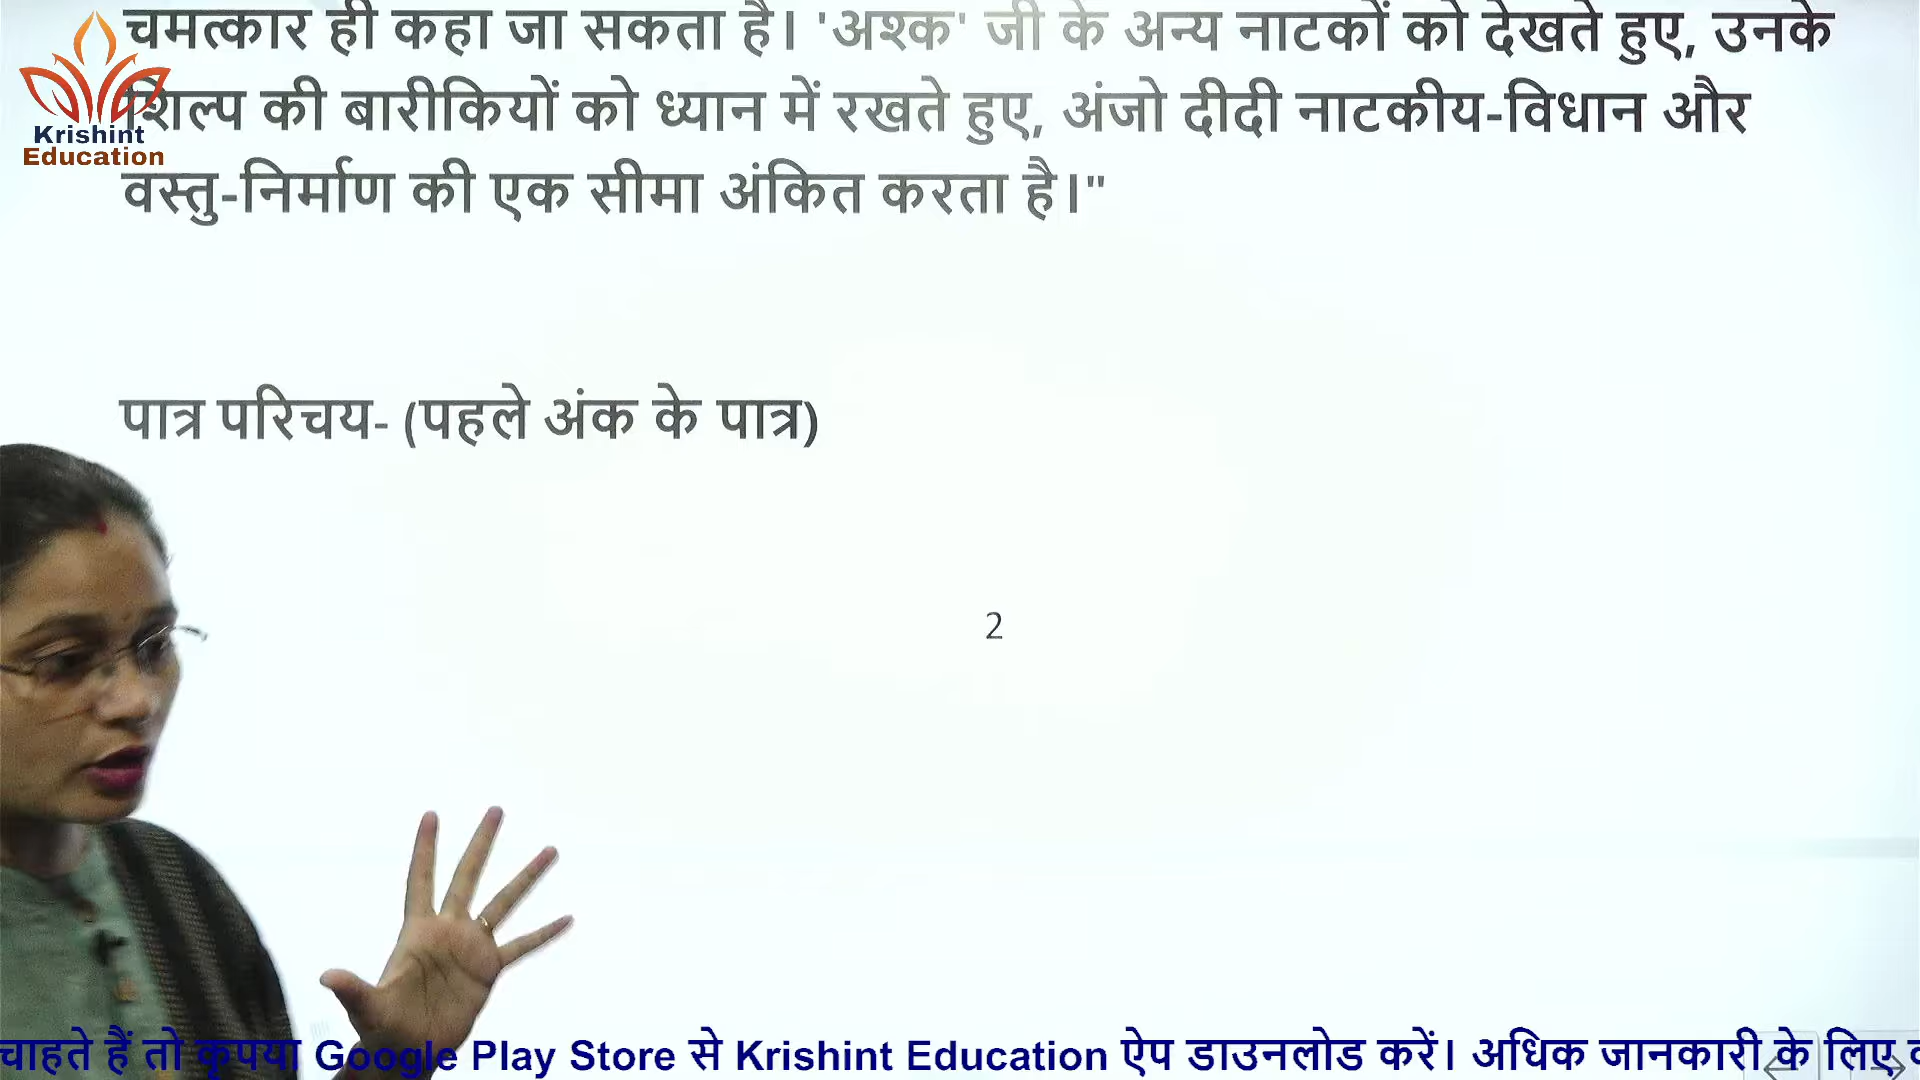 चमत्कार ही कहा जा सकता है। 'अश्क' जी के अन्य नाटकों को देखते हुए, उनके
शिल्प की बारीकियों को ध्यान में रखते हुए, अंजो दीदी नाटकीय-विधान और
वस्तु-निर्माण की एक सीमा अंकित करता है।"
Krishint
Education
पात्र परिचय- (पहले अंक के पात्र)
2
चाहते हैं तो कृपया Google Play Store से Krishint Education ऐप डाउनलोड करें। अधिक जानकारी के लिए